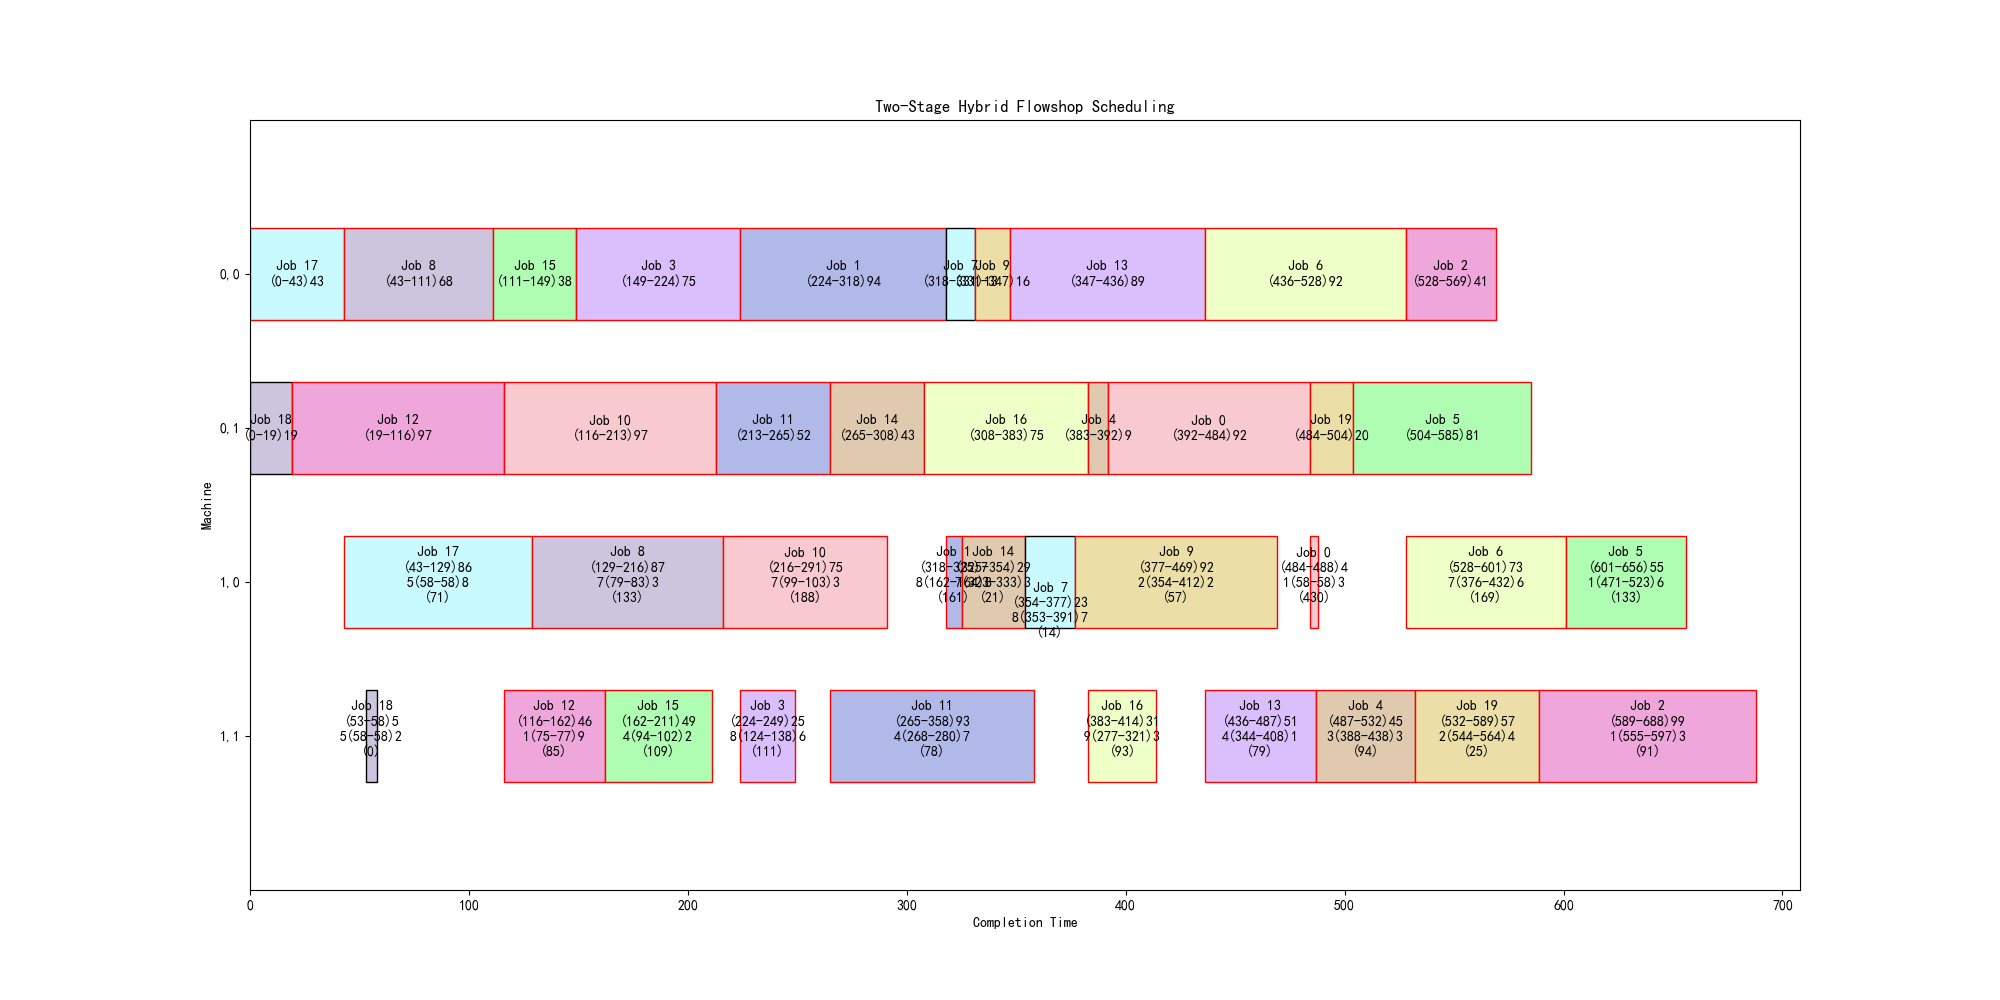 Two-Stage Hybrid Flowshop Scheduling
Machine
0,0
Job 17
(0-43)43
Job 8
(43-111)68
Job 15
(111-149)38
Job 3
(149-224)75
Job 1
(224-318)94
Job 7
Job 9
(331-347)16
Job 13
(347-436)89
Job 6
(436-528)92
Job 2
(528-569)41
0,1
Job 18
(0-19)19
Job 12
(19-116)97
Job 10
(116-213)97
Job 11
(213-265)52
Job 14
(265-308)43
Job 16
(308-383)75
Job 4
(383-392)9
Job 0
(392-484)92
Job 19
(484-504)20
Job 5
(504-585)81
1,0
Job 17
(43-129)86
5(58-58)8
(71)
Job 8
(129-216)87
7(79-83)3
(133)
Job 10
(216-291)75
7(99-103)3
(188)
Job 1
(318-325)7
(161)
Job 14
(325-354)29
(21)
Job 7
(354-377)23
8(353-391)7
(14)
Job 9
(377-469)92
2(354-412)2
(57)
Job 0
(484-488)4
1(58-58)3
(430)
Job 6
(528-601)73
7(376-432)6
(169)
Job 5
(601-656)55
1(471-523)6
(133)
1,1
Job 18
(53-58)5
5(58-58)2
(0)
Job 12
(116-162)46
1(75-77)9
(85)
Job 15
(162-211)49
4(94-102)2
(109)
Job 3
(224-249)25
8(124-138)6
(111)
Job 11
(265-358)93
4(268-280)7
(78)
Job 16
(383-414)31
9(277-321)3
(93)
Job 13
(436-487)51
4(344-408)1
(79)
Job 4
(487-532)45
3(388-438)3
(94)
Job 19
(532-589)57
2(544-564)4
(25)
Job 2
(589-688)99
1(555-597)3
(91)
0
100
200
300
400
500
600
700
Completion Time